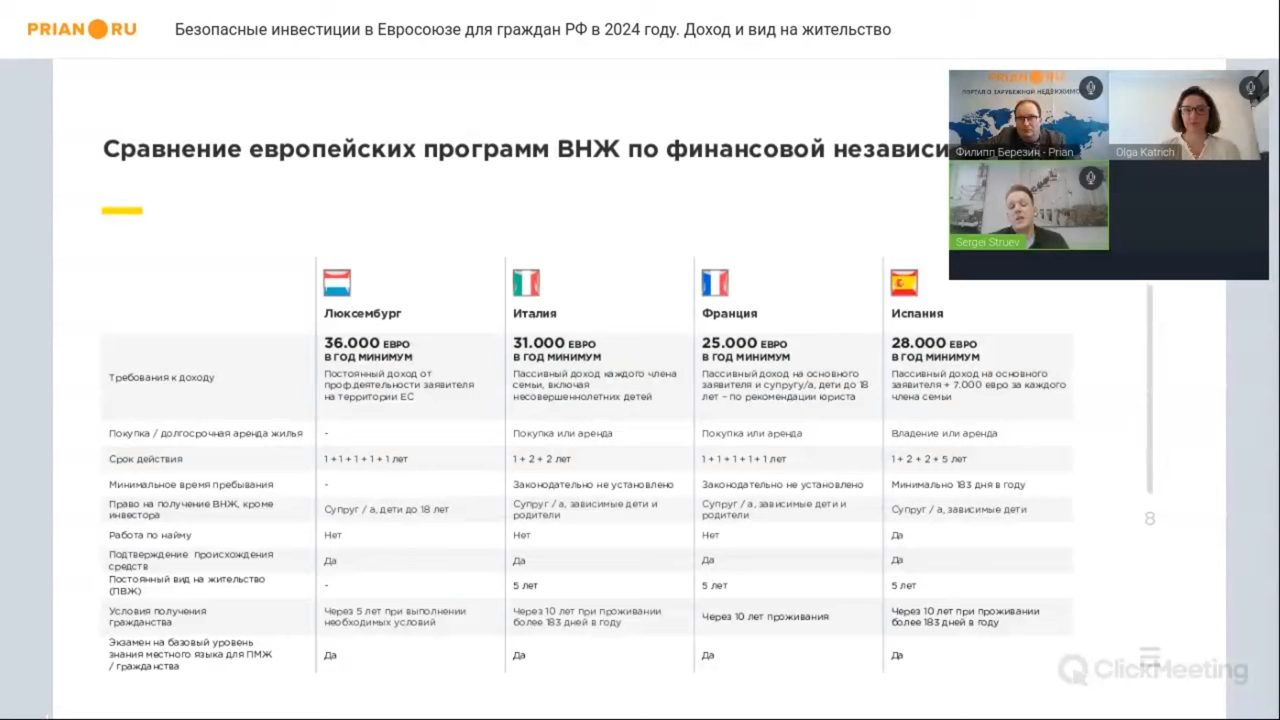 PRIAN RU
Безопасные инвестиции в Евросоюзе для граждан РФ в 2024 году. Доход и вид на жительство
PRIAN RU
ПОРТАЛ О ЗАРУБЕЖНОЙ НЕДВИЖИМО
Филипп Березин - Prian
Olga Katrich
Sergei Struev
Сравнение европейских программ ВНЖ по финансовой независи
Люксембург
Италия
Франция
Испания
Требования к доходу
36.000 ЕВРО
В ГОД МИНИМУМ
Постоянный доход от
проф.деятельности заявителя
на территории ЕС
31.000 ЕВРО
В ГОД МИНИМУМ
Пассивный доход каждого члена
семьи, включая
несовершеннолетних детей
25.000 ЕВРО
В ГОД МИНИМУМ
Пассивный доход на основного
заявителя и супругу/а, дети до 18
лет – по рекомендации юриста
28.000 ЕВРО
В ГОД МИНИМУМ
Пассивный доход на основного
заявителя + 7.000 евро за каждого
члена семьи
Покупка / долгосрочная аренда жилья
-
Покупка или аренда
Покупка или аренда
Владение или аренда
Срок действия
1 + 1 + 1 + 1 + 1 лет
1 + 2 + 2 лет
1 + 1 + 1 + 1 + 1 лет
1 + 2 + 2 + 5 лет
Минимальное время пребывания
-
Законодательно не установлено
Законодательно не установлено
Минимально 183 дня в году
Право на получение ВНЖ, кроме
инвестора
Супруг / а, дети до 18 лет
Супруг / а, зависимые дети и
родители
Супруг / а, зависимые дети и
родители
Супруг / а, зависимые дети
Работа по найму
Нет
Нет
Нет
Да
Подтверждение происхождения
средств
Да
Да
Да
Да
Постоянный вид на жительство
(ПВЖ)
-
5 лет
5 лет
5 лет
Условия получения
гражданства
Через 5 лет при выполнении
необходимых условий
Через 10 лет при проживании
более 183 дней в году
Через 10 лет проживания
Через 10 лет при проживании
более 183 дней в году
Экзамен на базовый уровень
знания местного языка для ПМЖ
/ гражданства
Да
Да
Да
Да
8
ClickMeeting